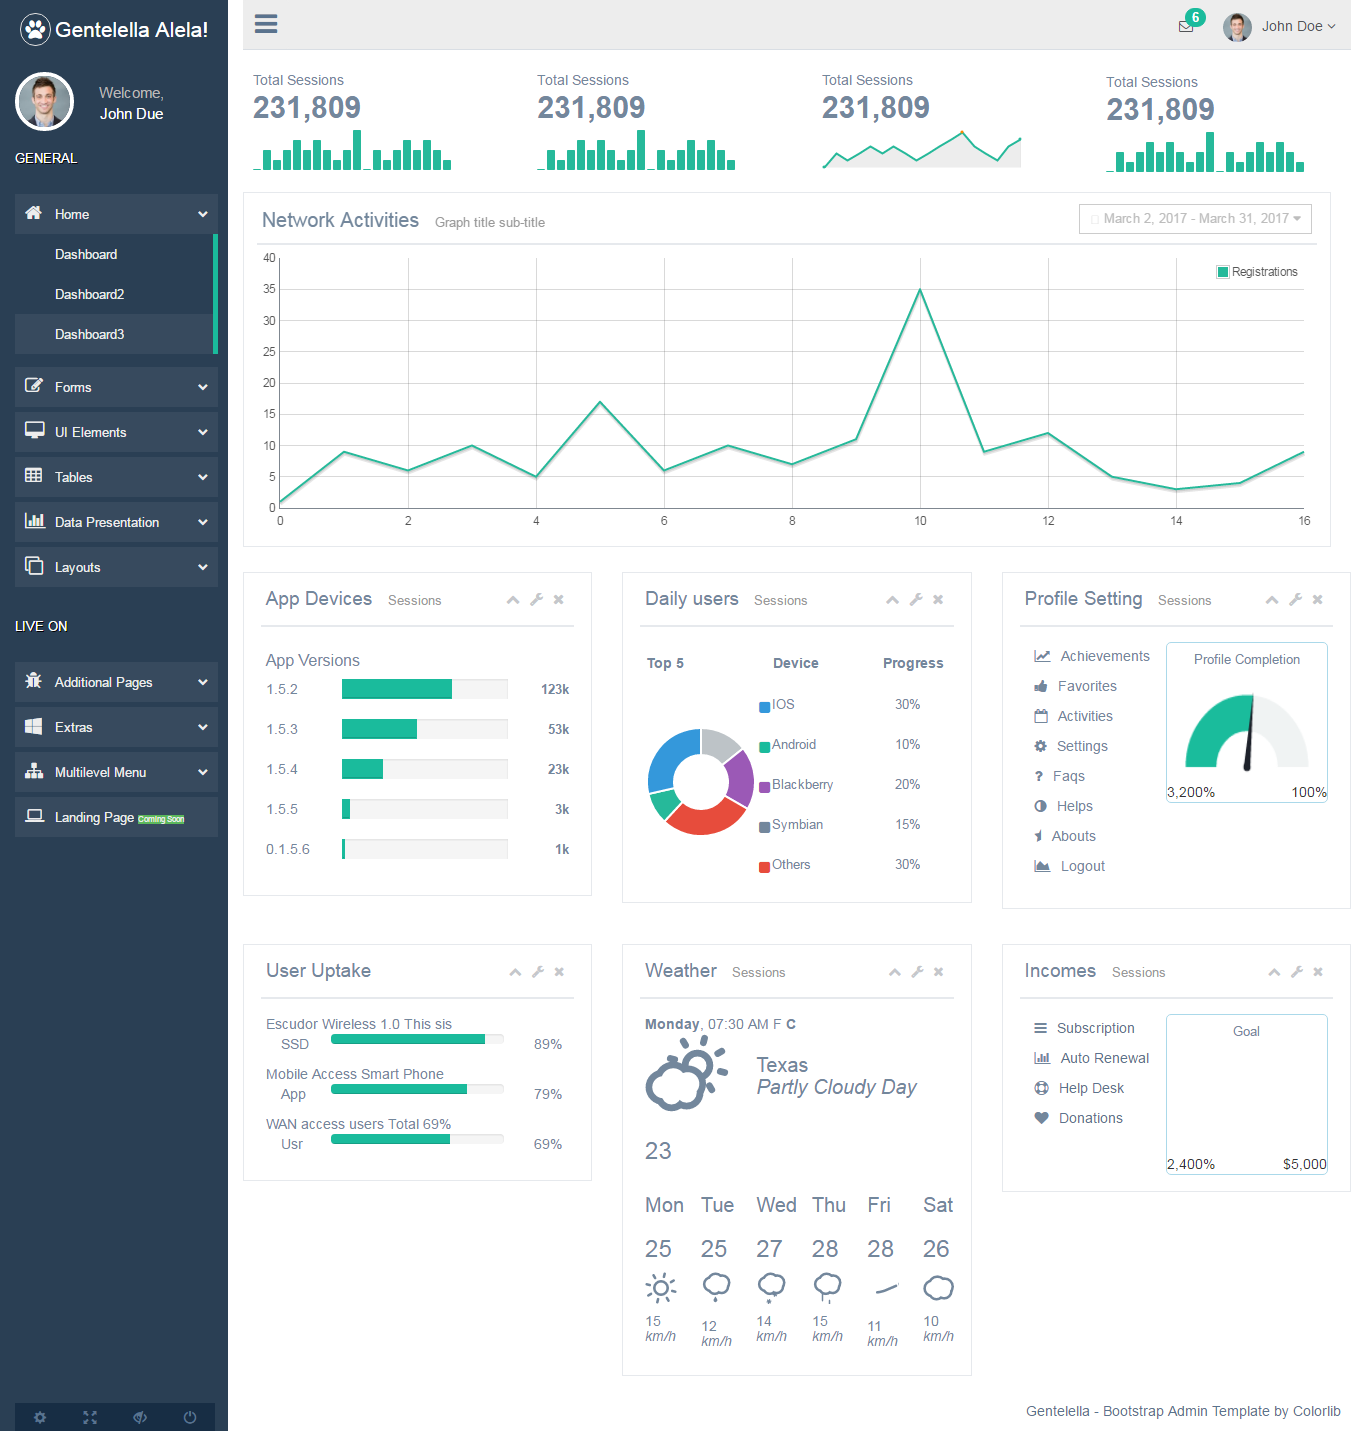 Gentelella Alela!
Welcome,
John Due
GENERAL
Home
Dashboard
Dashboard2
Dashboard3
Forms
UI Elements
Tables
Data Presentation
Layouts
LIVE ON
Additional Pages
Extras
Multilevel Menu
Landing Page Coming Soon
6
John Doe
Total Sessions
231,809
Total Sessions
231,809
Total Sessions
231,809
Total Sessions
231,809
Network Activities Graph title sub-title
March 2, 2017 - March 31, 2017
Registrations
40
35
30
25
20
15
10
5
0
0 2 4 6 8 10 12 14 16
App Devices Sessions
App Versions
1.5.2 123k
1.5.3 53k
1.5.4 23k
1.5.5 3k
0.1.5.6 1k
Daily users Sessions
Top 5 Device Progress
IOS 30%
Android 10%
Blackberry 20%
Symbian 15%
Others 30%
Profile Setting Sessions
Achievements
Favorites
Activities
Settings
? Faqs
Helps
Abouts
Logout
Profile Completion
3,200% 100%
User Uptake
Escudor Wireless 1.0 This sis
SSD 89%
Mobile Access Smart Phone
App 79%
WAN access users Total 69%
Usr 69%
Weather Sessions
Monday, 07:30 AM F C
Texas
Partly Cloudy Day
23
Mon Tue Wed Thu Fri Sat
25 25 27 28 28 26
15 12 14 15 11 10
km/h km/h km/h km/h km/h km/h
Incomes Sessions
Subscription
Auto Renewal
Help Desk
Donations
Goal
2,400% $5,000
Gentelella - Bootstrap Admin Template by Colorlib